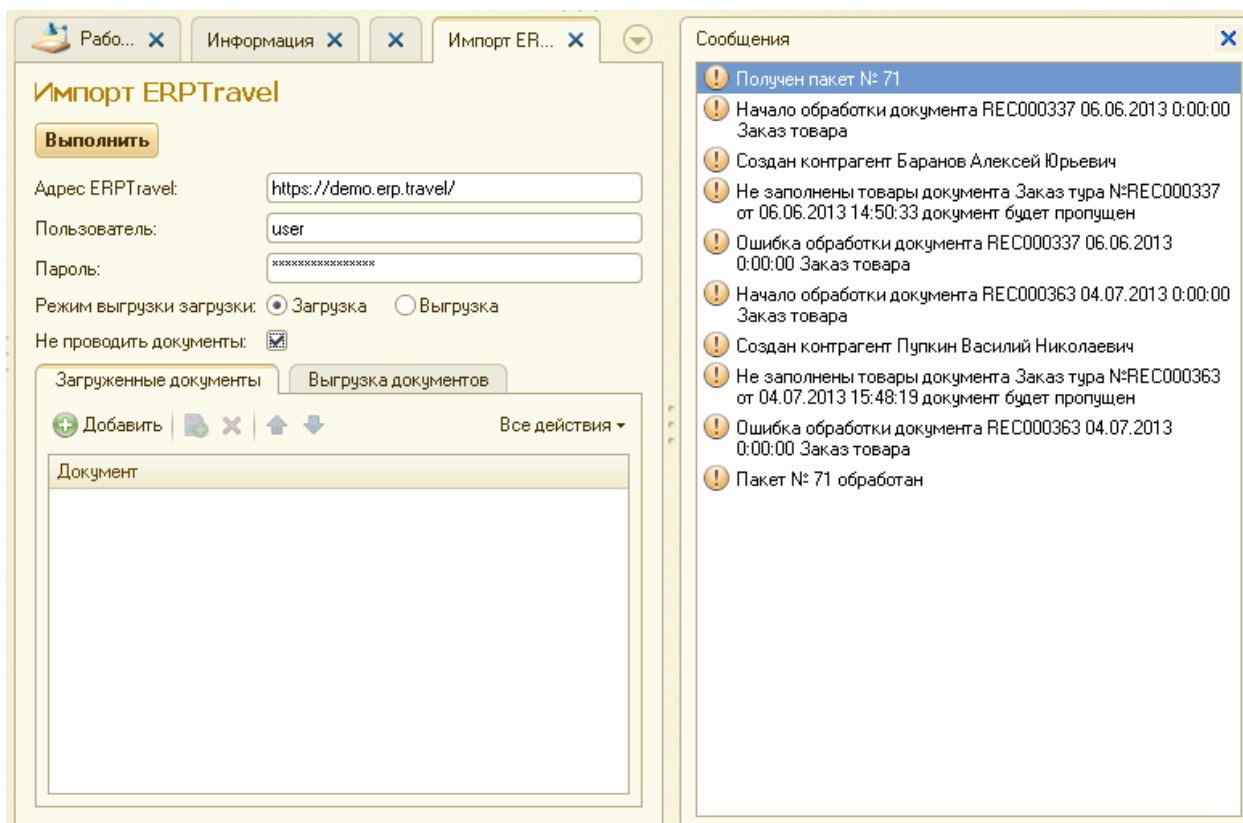 Рабо...
Информация
Импорт ER...
Импорт ERPTravel
Выполнить
Адрес ERPTravel:
https://demo.erp.travel/
Пользователь:
user
Пароль:
****************
Режим выгрузки загрузки:
Загрузка
Выгрузка
Не проводить документы:
Загруженные документы
Выгрузка документов
Добавить
Все действия
Документ
Сообщения
Получен пакет № 71
Начало обработки документа REC000337 06.06.2013 0:00:00
Заказ товара
Создан контрагент Баранов Алексей Юрьевич
Не заполнены товары документа Заказ тура №REC000337
от 06.06.2013 14:50:33 документ будет пропущен
Ошибка обработки документа REC000337 06.06.2013
0:00:00 Заказ товара
Начало обработки документа REC000363 04.07.2013 0:00:00
Заказ товара
Создан контрагент Пупкин Василий Николаевич
Не заполнены товары документа Заказ тура №REC000363
от 04.07.2013 15:48:19 документ будет пропущен
Ошибка обработки документа REC000363 04.07.2013
0:00:00 Заказ товара
Пакет № 71 обработан